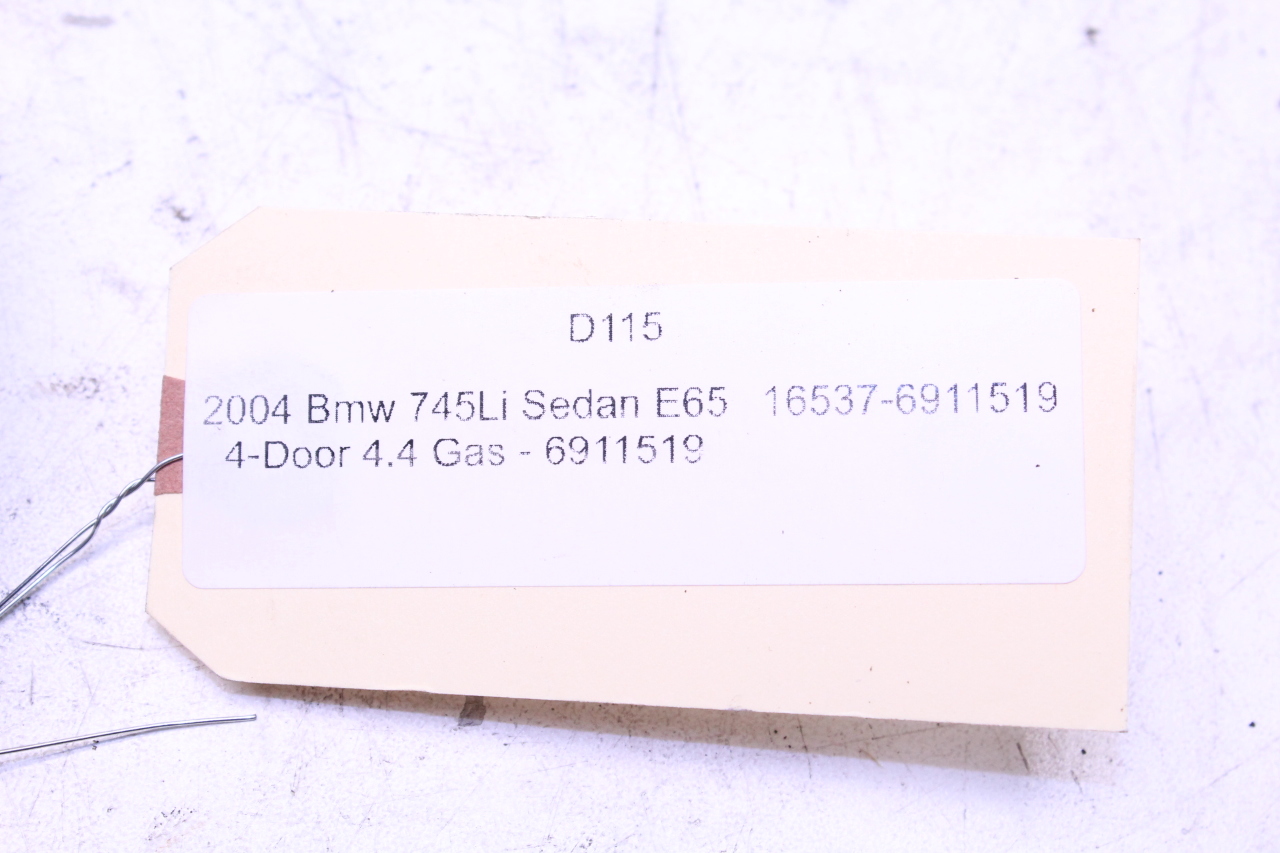 D115
2004 Bmw 745Li Sedan E65 16537-6911519
4-Door 4.4 Gas - 6911519